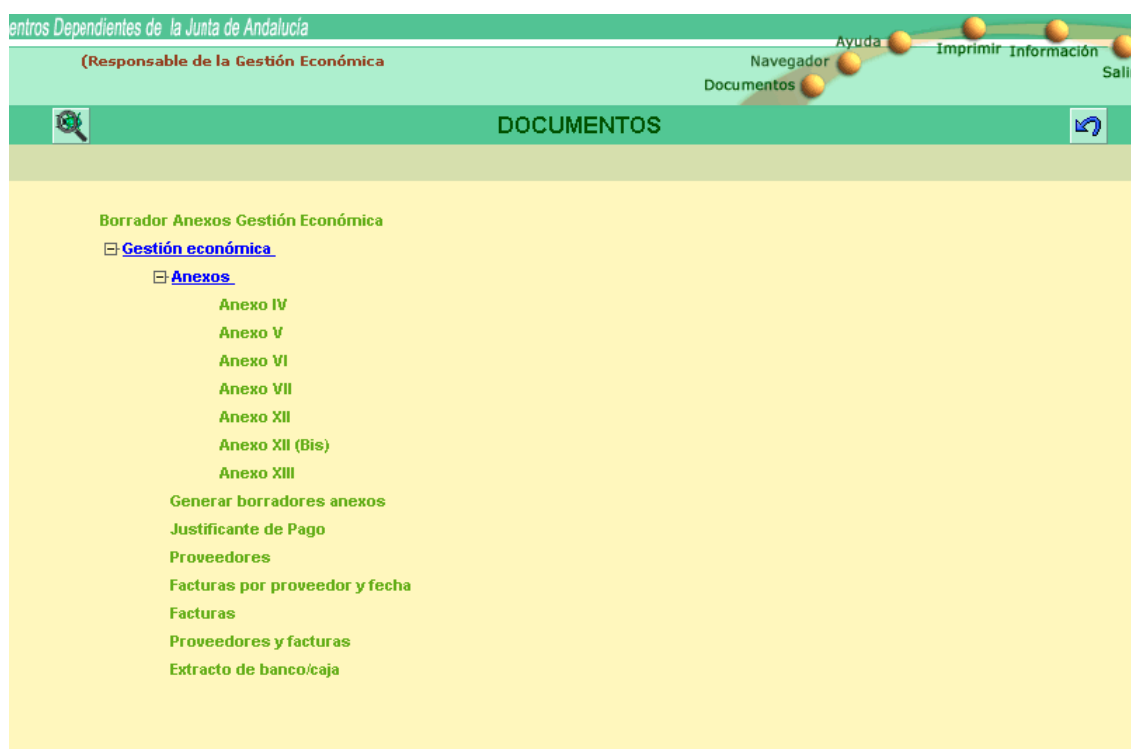 entros Dependientes de la Junta de Andalucía
(Responsable de la Gestión Económica
Ayuda
Imprimir
Información
Navegador
Sali
Documentos
DOCUMENTOS
Borrador Anexos Gestión Económica
Gestión económica
Anexos
Anexo IV
Anexo V
Anexo VI
Anexo VII
Anexo XII
Anexo XII (Bis)
Anexo XIII
Generar borradores anexos
Justificante de Pago
Proveedores
Facturas por proveedor y fecha
Facturas
Proveedores y facturas
Extracto de banco/caja